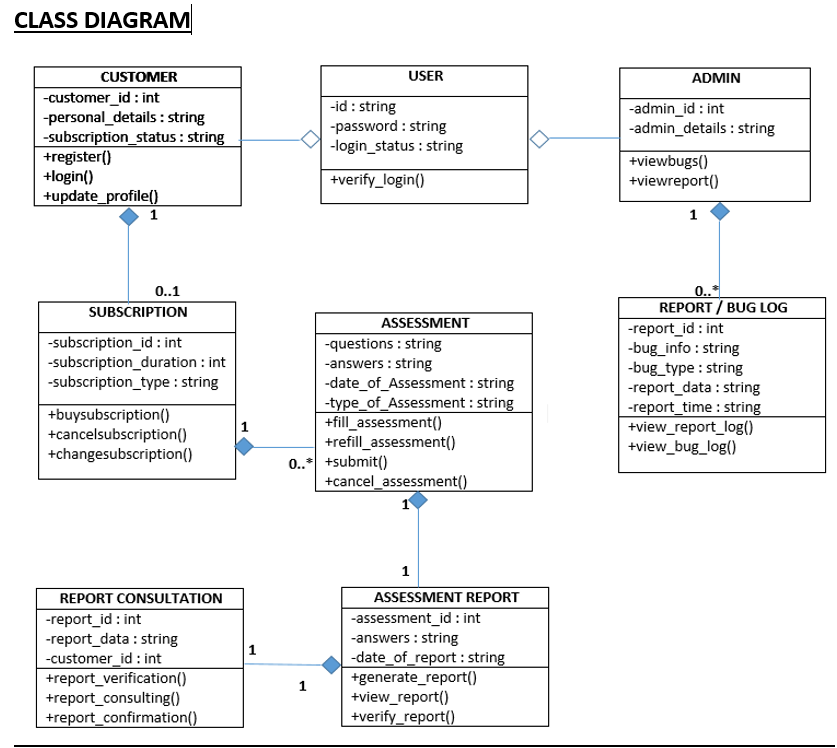 CLASS DIAGRAM
CUSTOMER
-customer_id : int
-personal_details : string
-subscription_status : string
+register()
+login()
+update_profile()
USER
-id : string
-password : string
-login_status : string
+verify_login()
ADMIN
-admin_id : int
-admin_details : string
+viewbugs()
+viewreport()
1
0..1
1
0..*
SUBSCRIPTION
-subscription_id : int
-subscription_duration : int
-subscription_type : string
+buysubscription()
+cancelsubscription()
+changesubscription()
1
0..*
ASSESSMENT
-questions : string
-answers : string
-date_of_Assessment : string
-type_of_Assessment : string
+fill_assessment()
+refill_assessment()
+submit()
+cancel_assessment()
REPORT / BUG LOG
-report_id : int
-bug_info : string
-bug_type : string
-report_data : string
-report_time : string
+view_report_log()
+view_bug_log()
1
1
REPORT CONSULTATION
-report_id : int
-report_data : string
-customer_id : int
+report_verification()
+report_consulting()
+report_confirmation()
1
1
ASSESSMENT REPORT
-assessment_id : int
-answers : string
-date_of_report : string
+generate_report()
+view_report()
+verify_report()